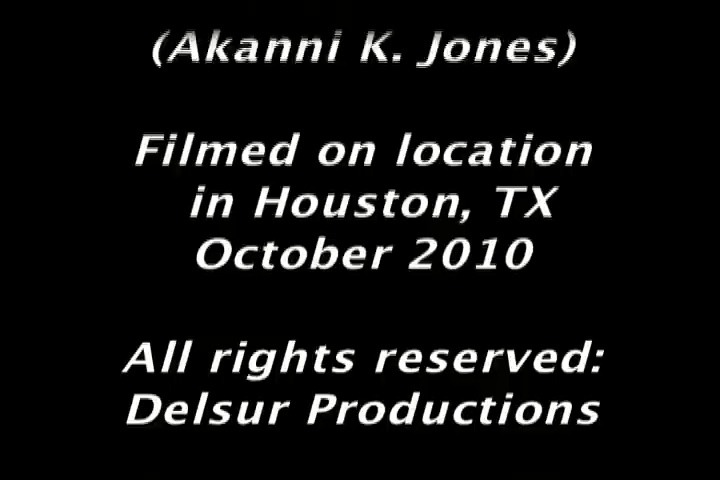 (Akanni K. Jones)
Filmed on location
in Houston, TX
October 2010
All rights reserved:
Delsur Productions